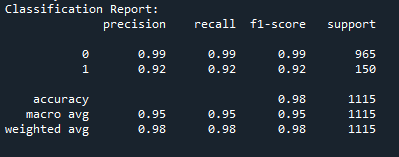 Classification Report:
precision recall f1-score support
0 0.99 0.99 0.99 965
1 0.92 0.92 0.92 150
accuracy 0.98 1115
macro avg 0.95 0.95 0.95 1115
weighted avg 0.98 0.98 0.98 1115